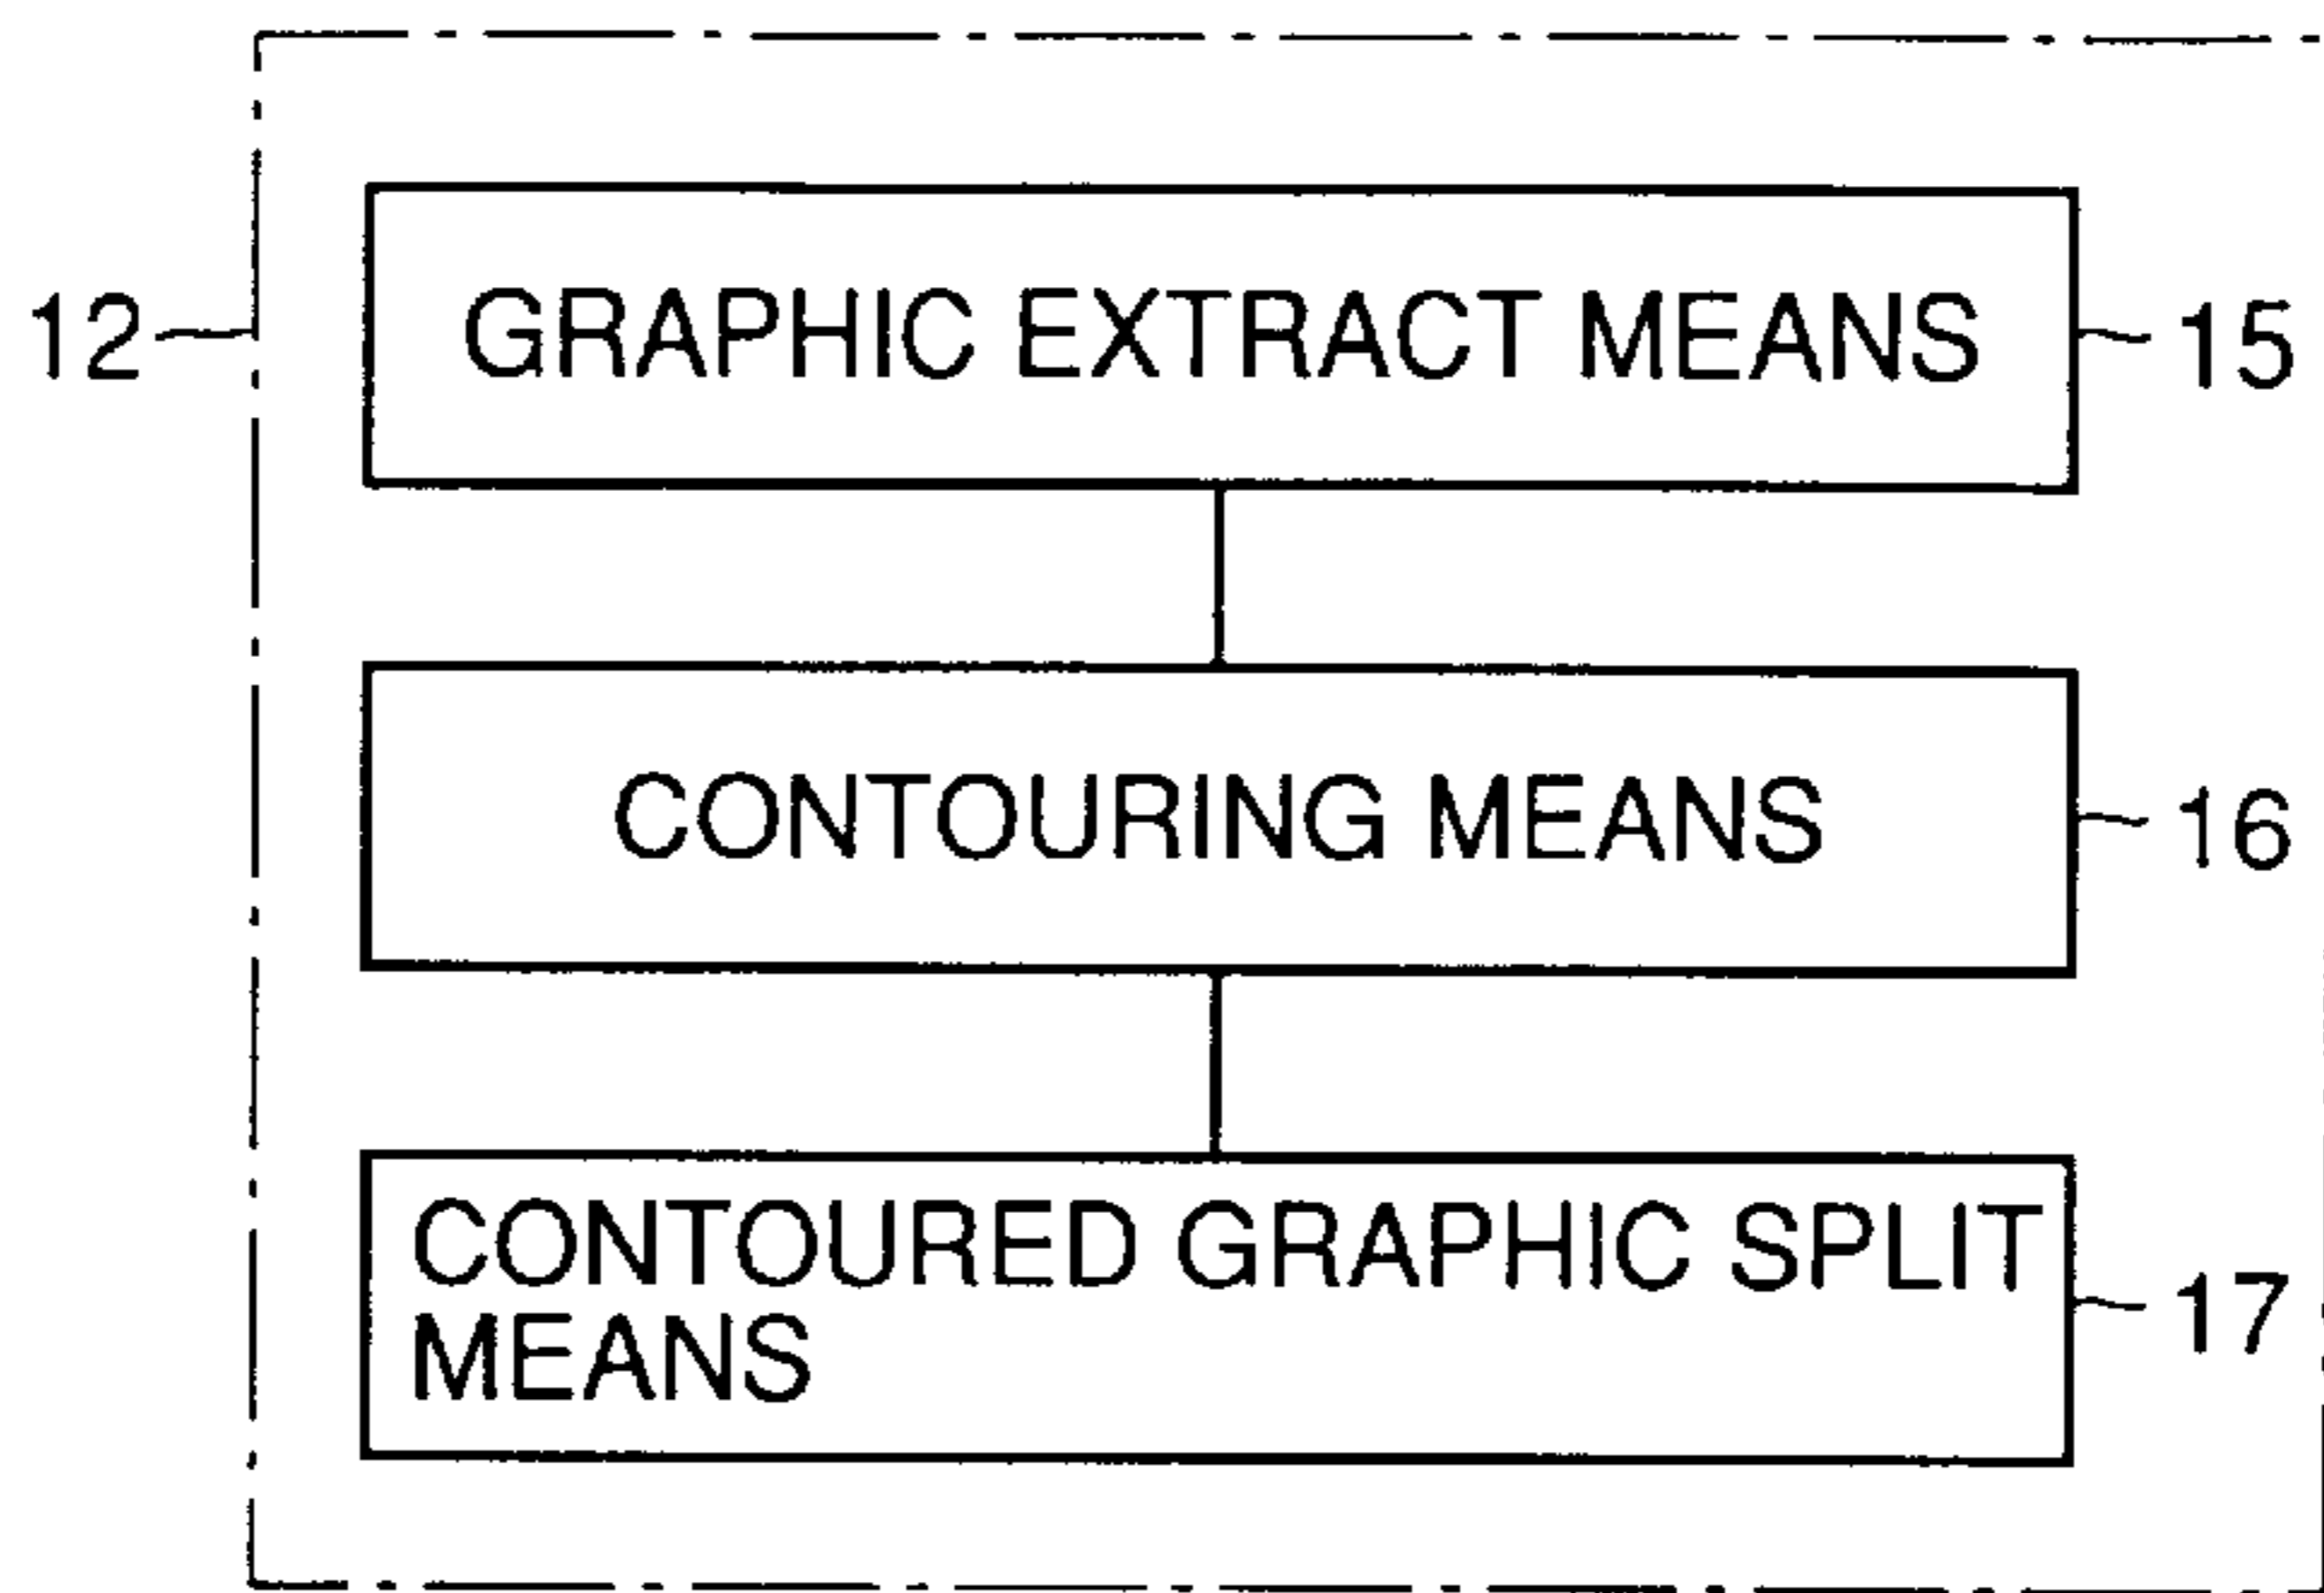 12
GRAPHIC EXTRACT MEANS
15
CONTOURING MEANS
16
CONTOURED GRAPHIC SPLIT
MEANS
17